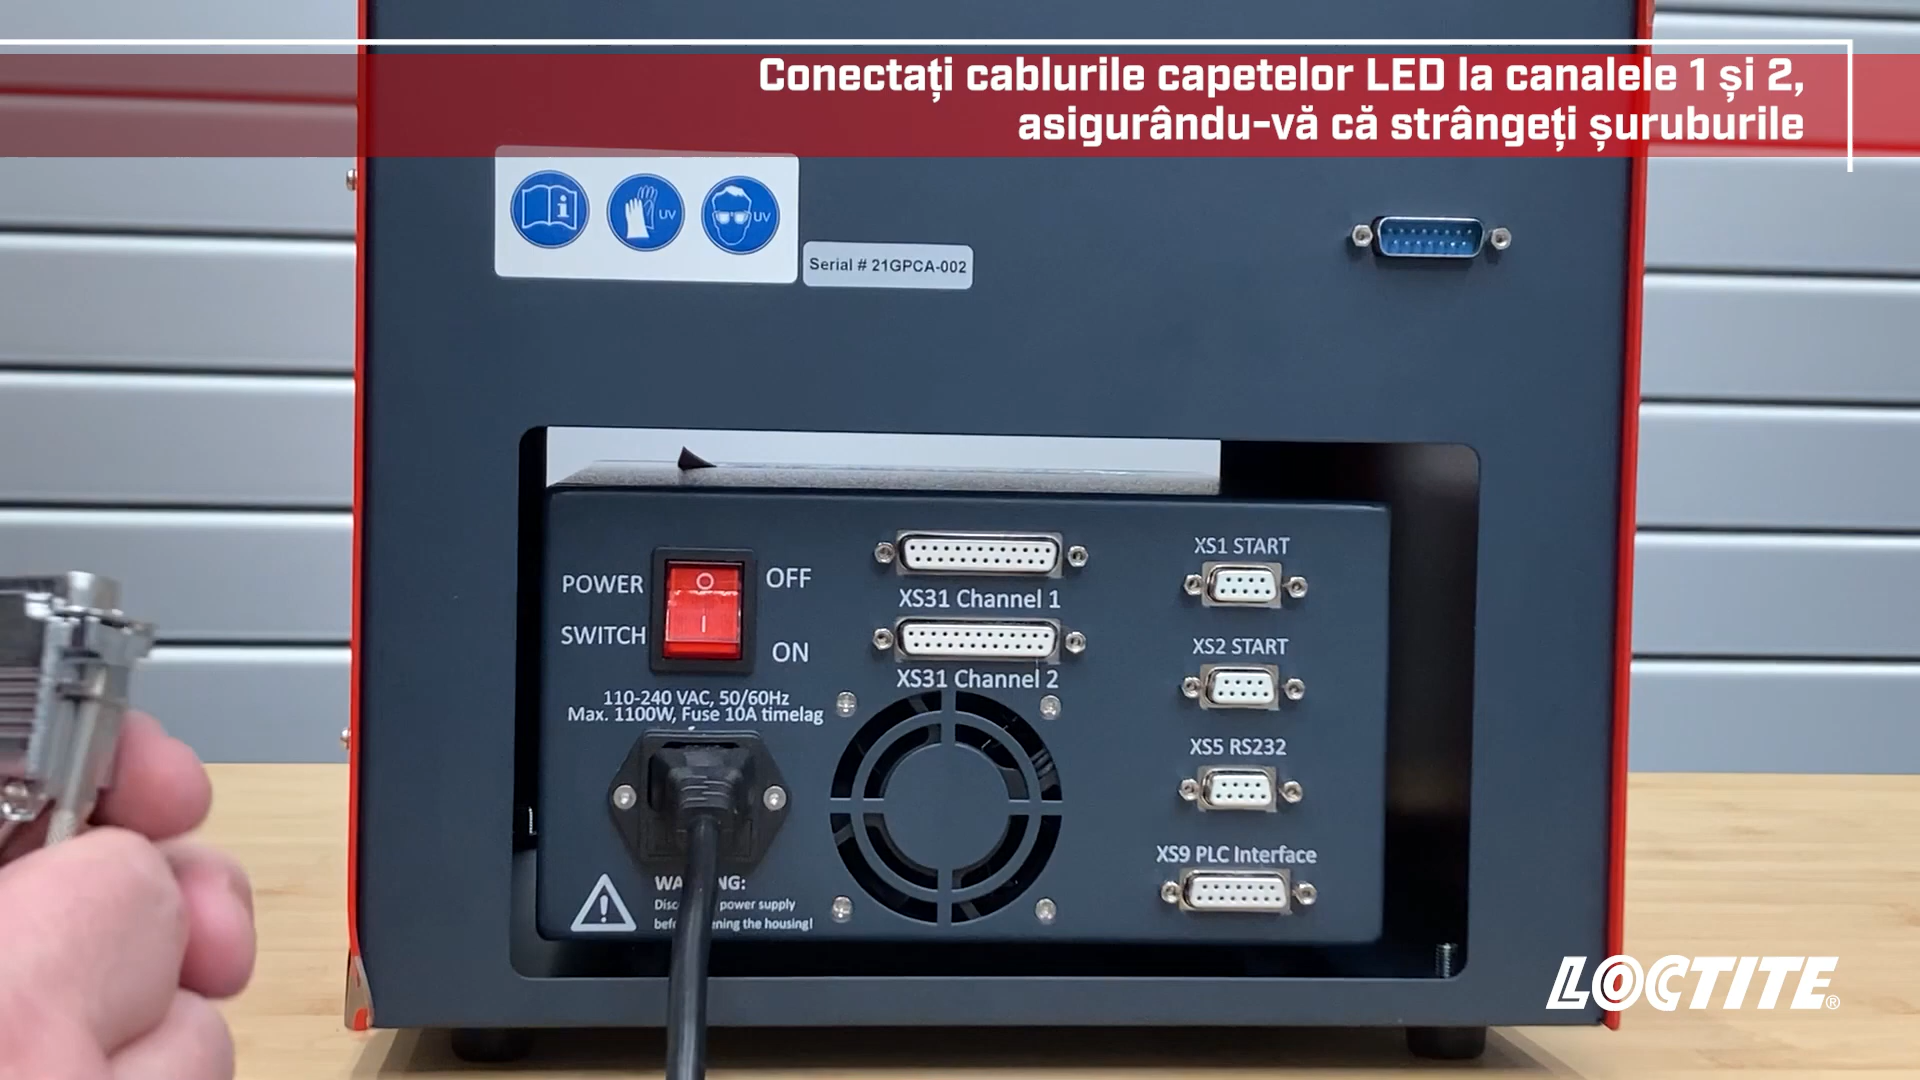 Conectați cablurile capetelor LED la canalele 1 și 2,
asigurându-vă că strângeți șuruburile
UV
UV
Serial # 21GPCA-002
POWER
SWITCH
OFF
ON
110-240 VAC, 50/60Hz
Max. 1100W, Fuse 10A timelag
XS31 Channel 1
XS31 Channel 2
XS1 START
XS2 START
XS5 RS232
XS9 PLC Interface
power supply
the housing!
LOCTITE®